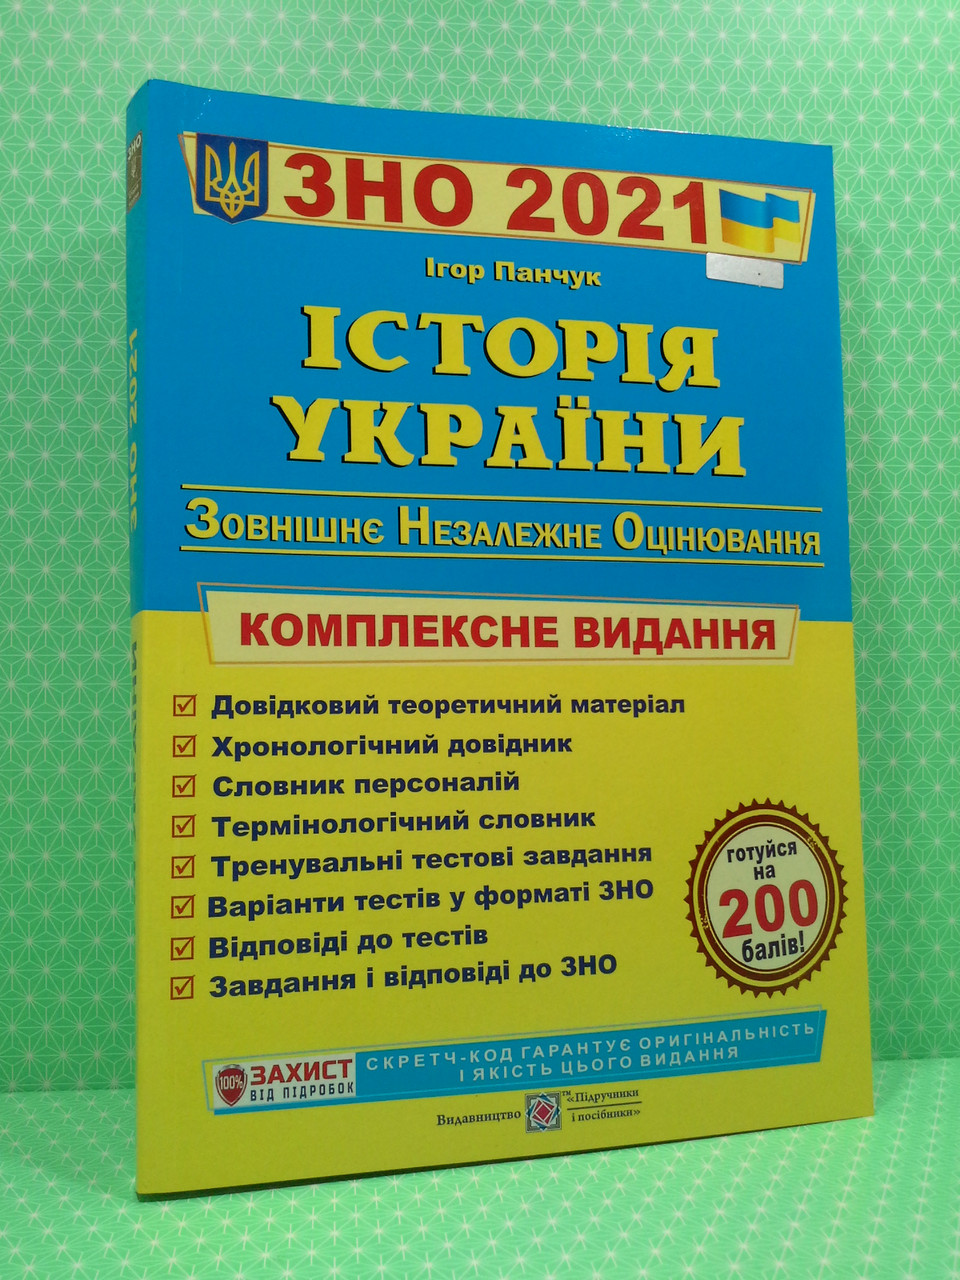 ЗНО 2021
Ігор Панчук
ІСТОРІЯ
УКРАЇНИ
Зовнішнє Незалежне Оцінювання
КОМПЛЕКСНЕ ВИДАННЯ
Довідковий теоретичний матеріал
Хронологічний довідник
Словник персоналій
Термінологічний словник
Тренувальні тестові завдання
Варіанти тестів у форматі ЗНО
Відповіді до тестів
Завдання і відповіді до ЗНО
готуйся
на
200
балів!
100%
ЗАХИСТ
ВІД ПІДРОБОК
СКРЕТЧ-КОД ГАРАНТУЄ ОРИГІНАЛЬНІСТЬ
І ЯКІСТЬ ЦЬОГО ВИДАННЯ
Видавництво
TM «Підручники
і посібники»
ЗНО
ЗНО 2021